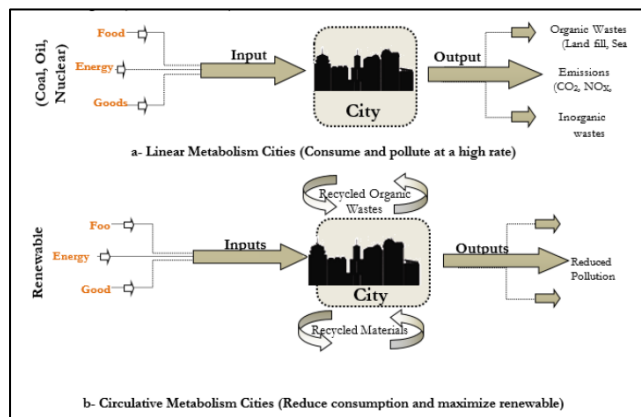 (Coal, Oil,
Nuclear)
Food
Energy
Goods
Input
City
Output
Organic Wastes
(Land fill, Sea
Emissions
(CO₂, NOx,
Inorganic
wastes
a- Linear Metabolism Cities (Consume and pollute at a high rate)
Renewable
Foo
Energy
Good
Inputs
Recycled Organic
Wastes
City
Recycled Materials
Outputs
Reduced
Pollution
b- Circulative Metabolism Cities (Reduce consumption and maximize renewable)